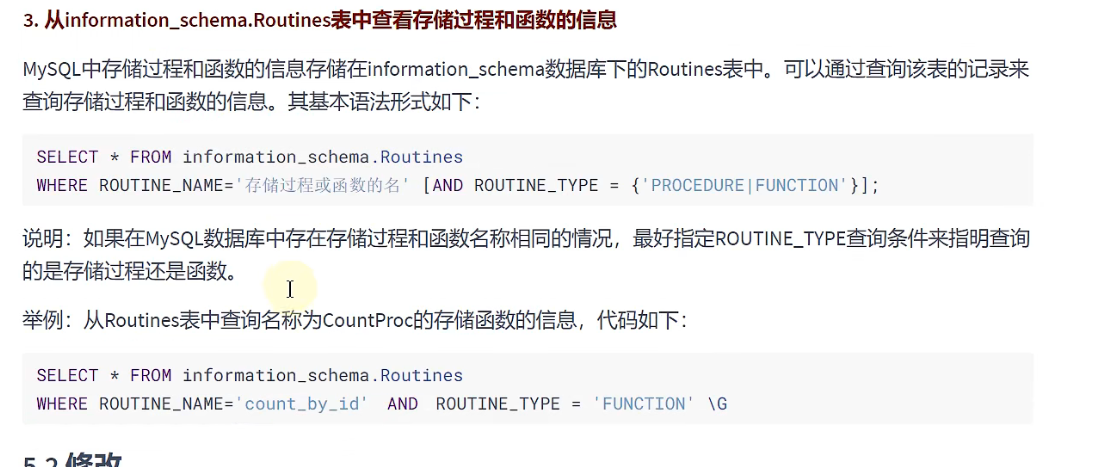 3. 从information_schema.Routines表中查看存储过程和函数的信息
MySQL中存储过程和函数的信息存储在information_schema数据库下的Routines表中。可以通过查询该表的记录来
查询存储过程和函数的信息。其基本语法形式如下：
SELECT * FROM information_schema.Routines
WHERE ROUTINE_NAME='存储过程或函数的名' [AND ROUTINE_TYPE = {'PROCEDURE|FUNCTION'}];
说明：如果在MySQL数据库中存在存储过程和函数名称相同的情况，最好指定ROUTINE_TYPE查询条件来指明查询
的是存储过程还是函数。
举例：从Routines表中查询名称为CountProc的存储函数的信息，代码如下：
SELECT * FROM information_schema.Routines
WHERE ROUTINE_NAME='count_by_id' AND ROUTINE_TYPE = 'FUNCTION' \G
5.2 修改